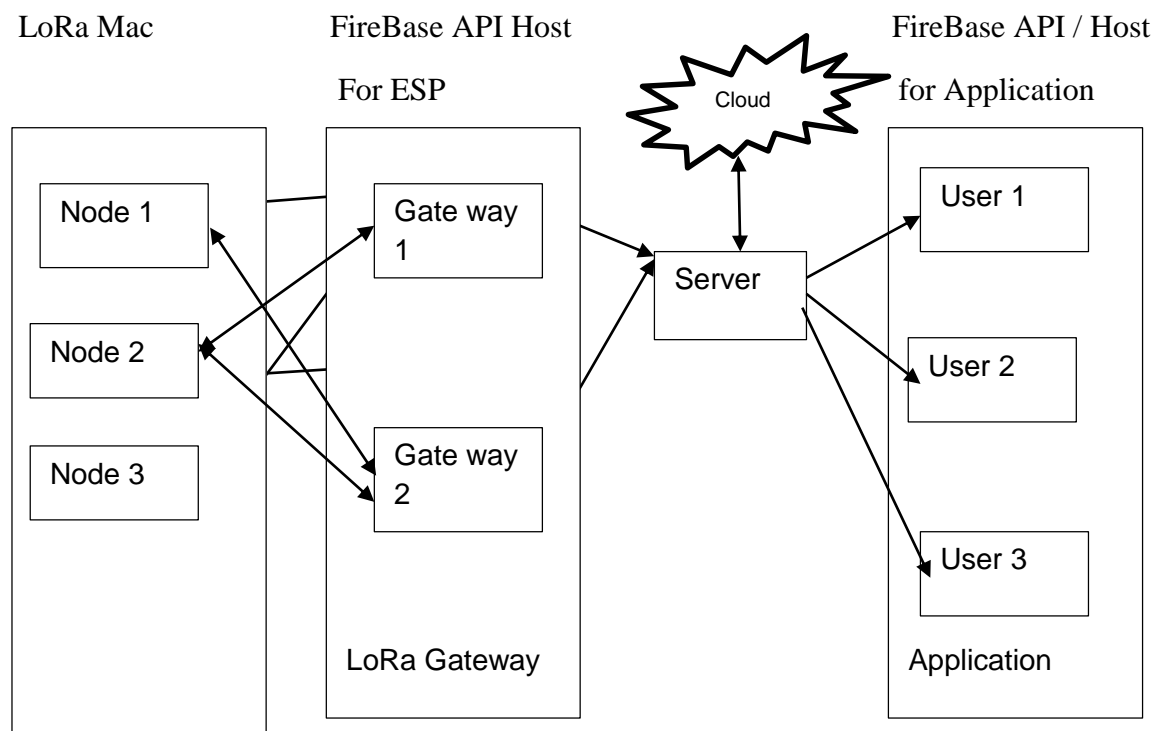 LoRa Mac
FireBase API Host
For ESP
FireBase API / Host
for Application
Cloud
Node 1
Node 2
Node 3
Gate way
1
Gate way
2
LoRa Gateway
Server
User 1
User 2
User 3
Application